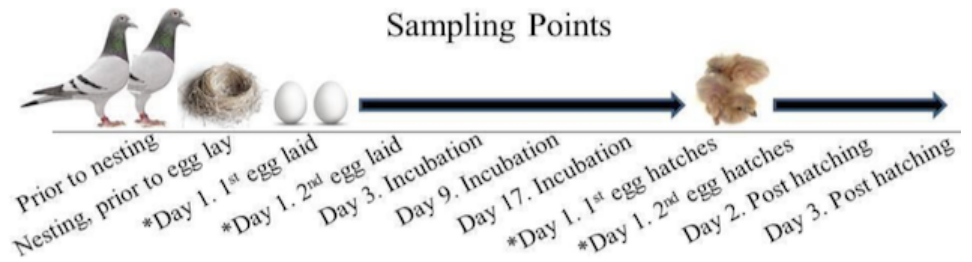 Sampling Points
Prior to nesting
Nesting, prior to egg lay
*Day 1. 1st egg laid
*Day 1. 2nd egg laid
Day 3. Incubation
Day 9. Incubation
Day 17. Incubation
*Day 1. 1st egg hatches
*Day 1. 2nd egg hatches
Day 2. Post hatching
Day 3. Post hatching